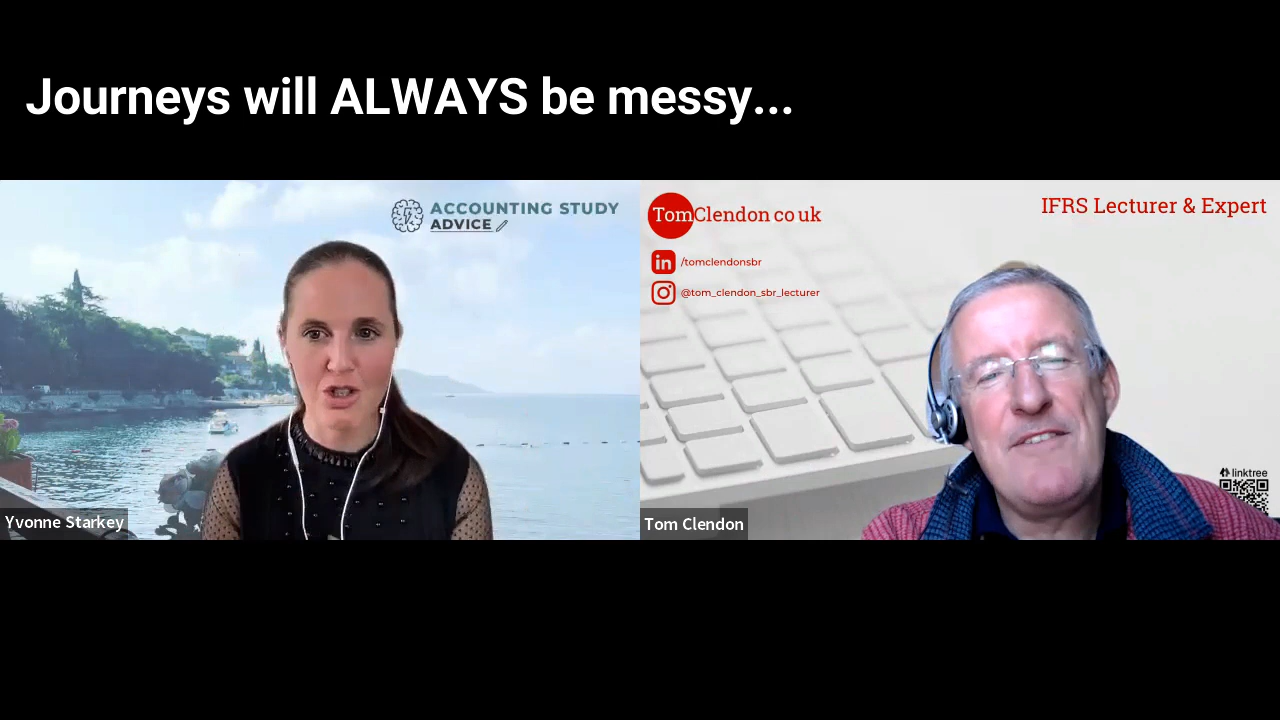 Journeys will ALWAYS be messy...
ACCOUNTING STUDY
ADVICE
TomClendon co uk
IFRS Lecturer & Expert
/tomclendonsbr
@tom_clendon_sbr_lecturer
linktree
Yvonne Starkey
Tom Clendon